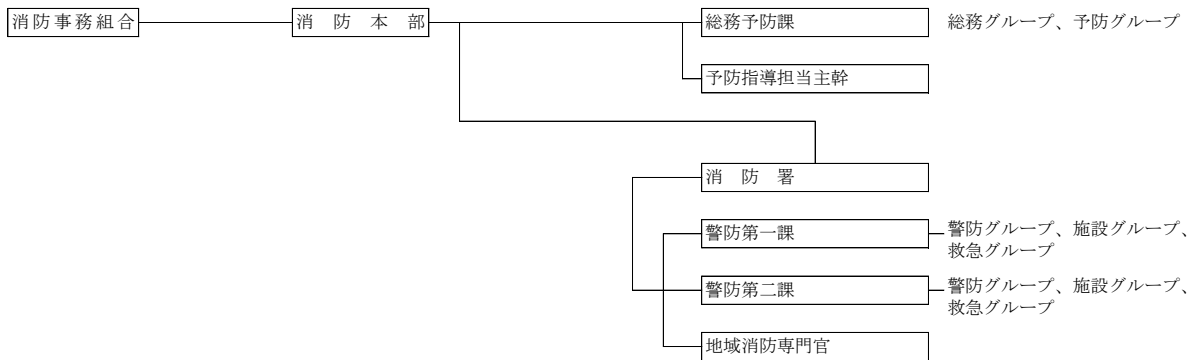 消防事務組合
消防本部
総務予防課
総務グループ、予防グループ
予防指導担当主幹
消防署
警防第一課
警防グループ、施設グループ、
救急グループ
警防第二課
警防グループ、施設グループ、
救急グループ
地域消防専門官